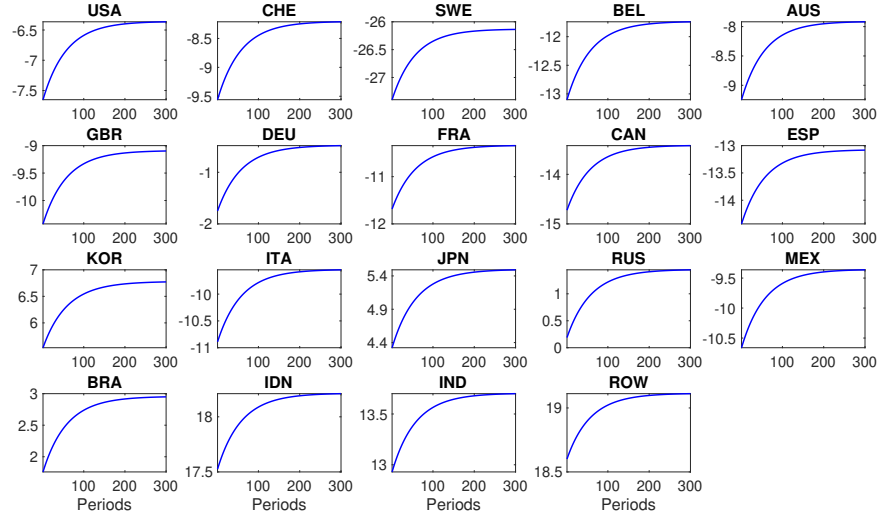 USA CHE SWE BEL AUS
-6.5 -7 -7.5 100 200 300
-8.5 -9 -9.5 100 200 300
-26 -26.5 -27 100 200 300
-12 -12.5 -13 100 200 300
-8 -8.5 -9 100 200 300
GBR DEU FRA CAN ESP
-9 -9.5 -10 100 200 300
-1 -2 100 200 300
-11 -12 100 200 300
-14 -15 100 200 300
-13 -13.5 -14 100 200 300
KOR ITA JPN RUS MEX
7 6.5 6 100 200 300
-10 -10.5 -11 100 200 300
5.4 4.9 4.4 100 200 300
1 0.5 0 100 200 300
-9.5 -10 -10.5 100 200 300
BRA IDN IND ROW
3 2.5 2 100 200 300
18 17.5 100 200 300
13.5 13 100 200 300
19 18.5 100 200 300
Periods Periods Periods Periods